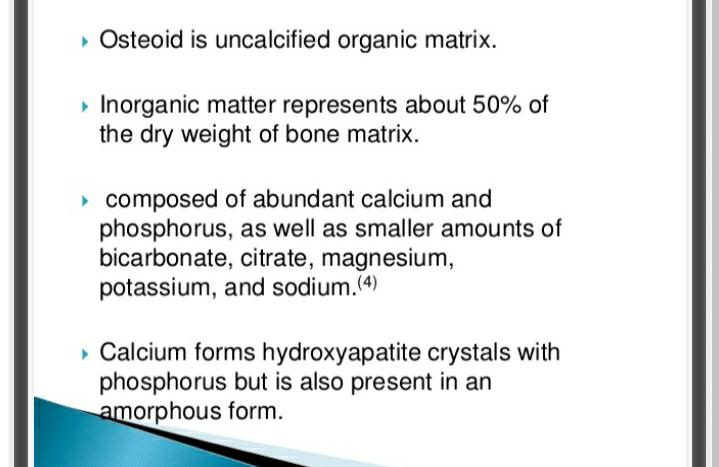 Osteoid is uncalcified organic matrix.
Inorganic matter represents about 50% of
the dry weight of bone matrix.
composed of abundant calcium and
phosphorus, as well as smaller amounts of
bicarbonate, citrate, magnesium,
potassium, and sodium.(4)
Calcium forms hydroxyapatite crystals with
phosphorus but is also present in an
amorphous form.